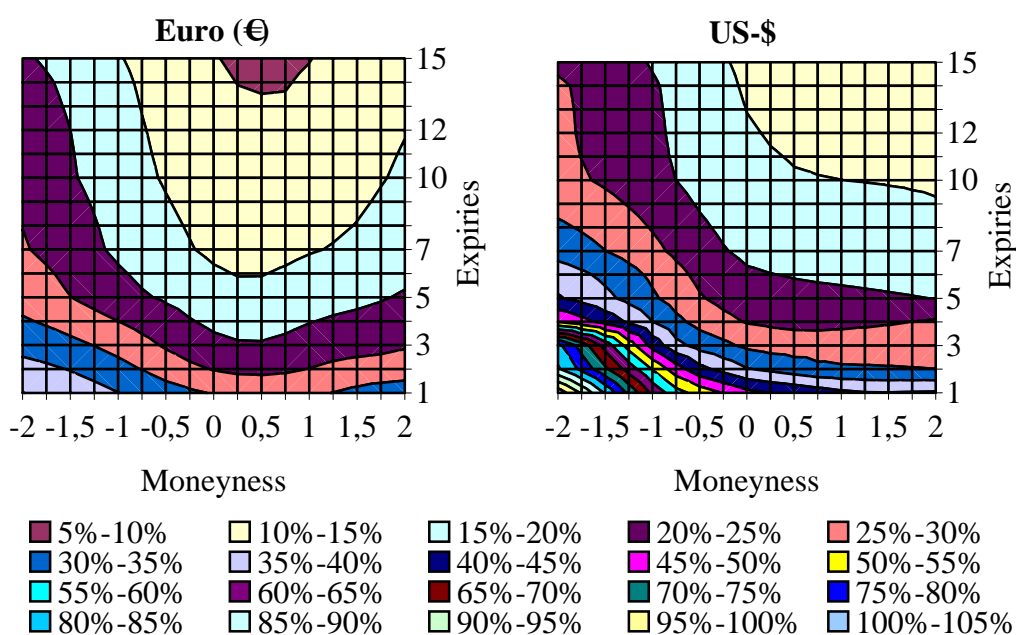 Euro (€)
US-$
15
12
10
7
5
3
1
Expiries
-2 -1,5 -1 -0,5 0 0,5 1 1,5 2
Moneyness
15
12
10
7
5
3
1
Expiries
-2 -1,5 -1 -0,5 0 0,5 1 1,5 2
Moneyness
5%-10% 10%-15% 15%-20% 20%-25% 25%-30%
30%-35% 35%-40% 40%-45% 45%-50% 50%-55%
55%-60% 60%-65% 65%-70% 70%-75% 75%-80%
80%-85% 85%-90% 90%-95% 95%-100% 100%-105%